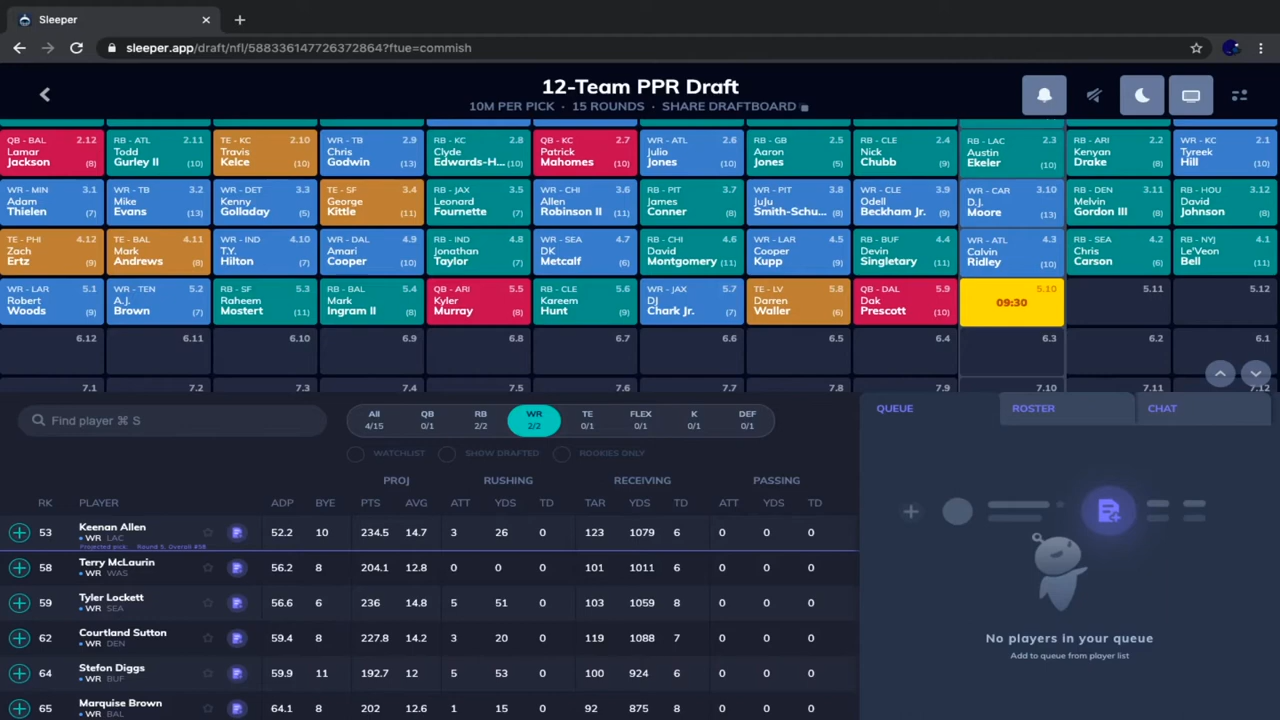 Sleeper
sleeper.app/draft/nfl/588336147726372864?ftue=commish
12-Team PPR Draft
10M PER PICK · 15 ROUNDS · SHARE DRAFTBOARD
QB - BAL 2.12 RB - ATL 2.11 TE - KC 2.10 WR - TB 2.9 RB - KC 2.8 QB - KC 2.7 WR - ATL 2.6 RB - GB 2.5 RB - CLE 2.4 RB - LAC 2.3 RB - ARI 2.2 WR - KC 2.1
Lamar Todd Travis Chris Clyde Patrick Julio Aaron Nick Austin Kenyan Tyreek
Jackson (8) Gurley II (10) Kelce (10) Godwin (13) Edwards-H... (10) Mahomes (10) Jones (10) Jones (5) Chubb (9) Ekeler (10) Drake (8) Hill (10)
WR - MIN 3.1 WR - TB 3.2 WR - DET 3.3 TE - SF 3.4 RB - JAX 3.5 WR - CHI 3.6 RB - PIT 3.7 WR - PIT 3.8 WR - CLE 3.9 WR - CAR 3.10 RB - DEN 3.11 RB - HOU 3.12
Adam Mike Kenny George Leonard Allen James JuJu Odell D.J. Melvin David
Thielen (7) Evans (13) Golladay (5) Kittle (11) Fournette (7) Robinson II (11) Conner (8) Smith-Schu... (8) Beckham Jr. (9) Moore (13) Gordon III (8) Johnson (8)
TE - PHI 4.12 TE - BAL 4.11 WR - IND 4.10 WR - DAL 4.9 RB - IND 4.8 WR - SEA 4.7 RB - CHI 4.6 WR - LAR 4.5 RB - BUF 4.4 WR - ATL 4.3 RB - SEA 4.2 RB - NYJ 4.1
Zach Mark T.Y. Amari Jonathan DK David Cooper Devin Calvin Chris Le'Veon
Ertz (9) Andrews (8) Hilton (7) Cooper (10) Taylor (7) Metcalf (6) Montgomery (11) Kupp (9) Singletary (11) Ridley (10) Carson (6) Bell (11)
WR - LAR 5.1 WR - TEN 5.2 RB - SF 5.3 RB - BAL 5.4 QB - ARI 5.5 RB - CLE 5.6 WR - JAX 5.7 TE - LV 5.8 QB - DAL 5.9 5.10 5.11 5.12
Robert A.J. Raheem Mark Kyler Kareem DJ Darren Dak 09:30
Woods (9) Brown (7) Mostert (11) Ingram II (8) Murray (8) Hunt (9) Chark Jr. (7) Waller (6) Prescott (10)
6.12 6.11 6.10 6.9 6.8 6.7 6.6 6.5 6.4 6.3 6.2 6.1
7.1 7.2 7.3 7.4 7.5 7.6 7.7 7.8 7.9 7.10 7.11 7.12
Find player ⌘ S
All QB RB WR TE FLEX K DEF
4/15 0/1 2/2 2/2 0/1 0/1 0/1 0/1
WATCHLIST SHOW DRAFTED ROOKIES ONLY
QUEUE ROSTER CHAT
PROJ RUSHING RECEIVING PASSING
RK PLAYER ADP BYE PTS AVG ATT YDS TD TAR YDS TD ATT YDS TD
53 Keenan Allen 52.2 10 234.5 14.7 3 26 0 123 1079 6 0 0 0
WR LAC
Projected pick: Round 5, Overall #58
58 Terry McLaurin 56.2 8 204.1 12.8 0 0 0 101 1011 6 0 0 0
WR WAS
59 Tyler Lockett 56.6 6 236 14.8 5 51 0 103 1059 8 0 0 0
WR SEA
62 Courtland Sutton 59.4 8 227.8 14.2 3 20 0 119 1088 7 0 0 0
WR DEN
64 Stefon Diggs 59.9 11 192.7 12 5 53 0 100 924 6 0 0 0
WR BUF
65 Marquise Brown 64.1 8 202 12.6 1 15 0 92 875 8 0 0 0
WR BAL
No players in your queue
Add to queue from player list